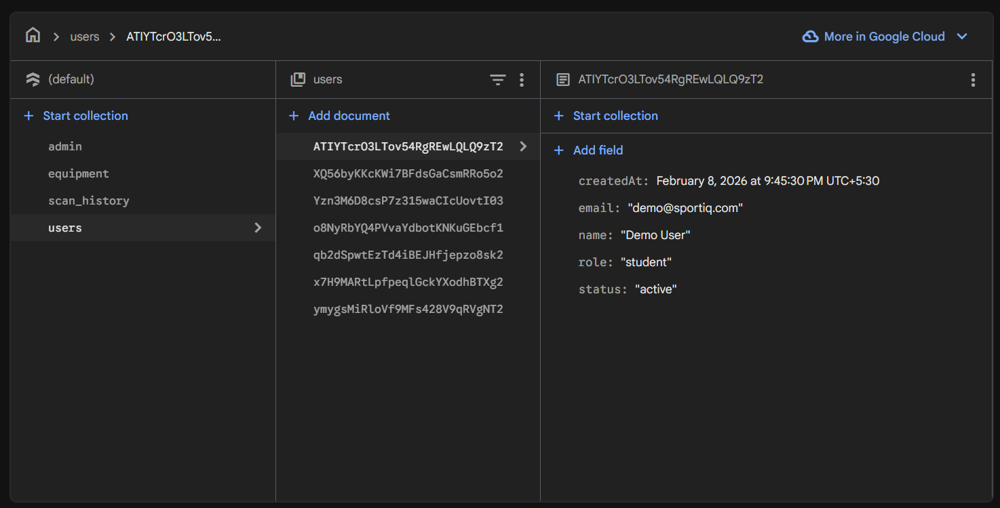 users ATIYTcrO3LTov5... More in Google Cloud
(default)
Start collection
admin
equipment
scan_history
users
users
Add document
ATIYTcrO3LTov54RgREwLQLQ9zT2
XQ56byKKcKWi7BFdsGaCsmRRo5o2
Yzn3M6D8csP7z315waCIcUovtI03
o8NyRbYQ4PVvaYdbotKNKuGEbcf1
qb2dSpwtEzTd4iBEJHfjepzo8sk2
x7H9MARtLpfpeqlGckYXodhBTXg2
ymygsMiRloVf9MFs428V9qRVgNT2
ATIYTcrO3LTov54RgREwLQLQ9zT2
Start collection
Add field
createdAt: February 8, 2026 at 9:45:30 PM UTC+5:30
email: "demo@sportiq.com"
name: "Demo User"
role: "student"
status: "active"